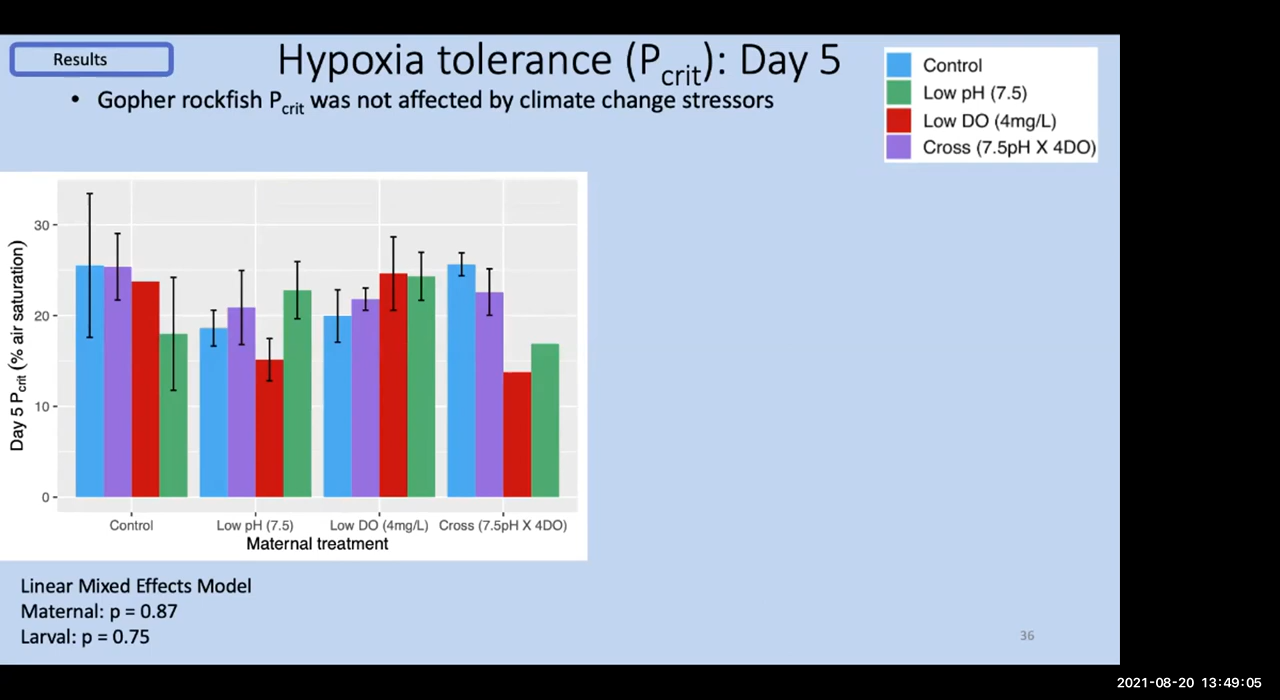 Results
Hypoxia tolerance (Pcrit): Day 5
• Gopher rockfish Pcrit was not affected by climate change stressors
Control
Low pH (7.5)
Low DO (4mg/L)
Cross (7.5pH X 4DO)
Day 5 Pcrit (% air saturation)
30
20
10
0
Control Low pH (7.5) Low DO (4mg/L) Cross (7.5pH X 4DO)
Maternal treatment
Linear Mixed Effects Model
Maternal: p = 0.87
Larval: p = 0.75
36
2021-08-20 13:49:05